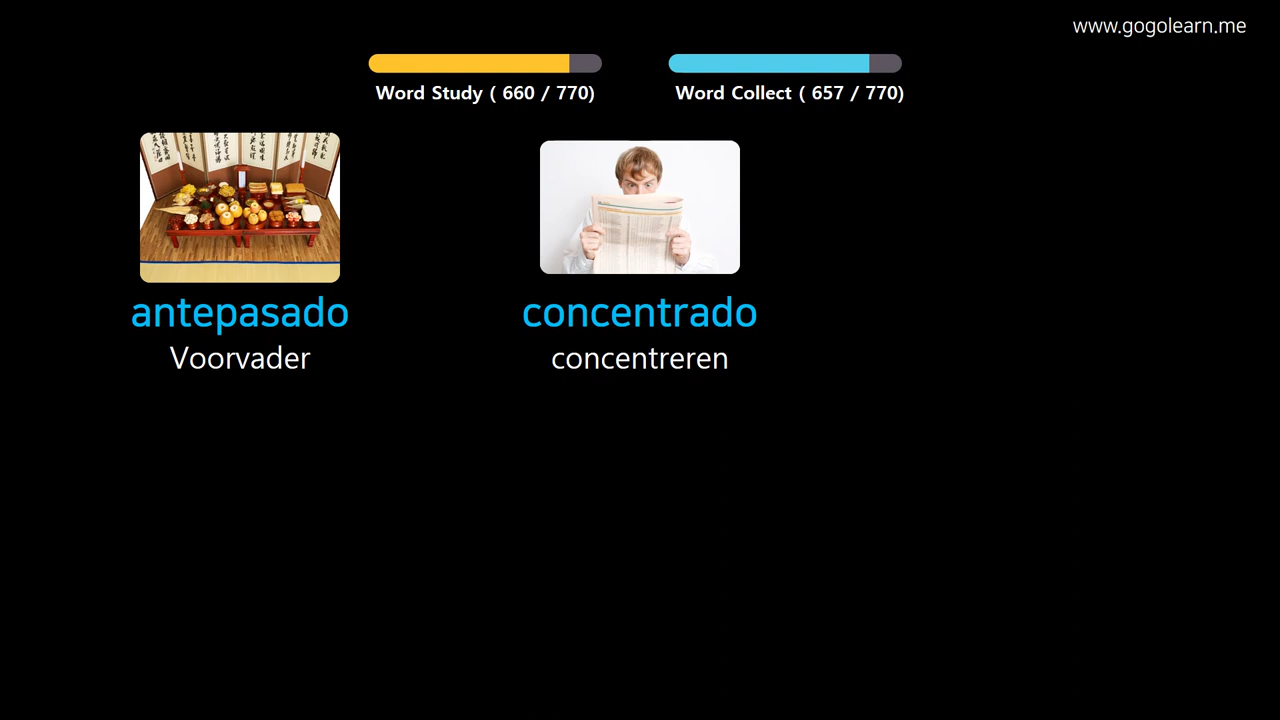 www.gogolearn.me
Word Study ( 660 / 770)
Word Collect ( 657 / 770)
antepasado
concentrado
Voorvader
concentreren